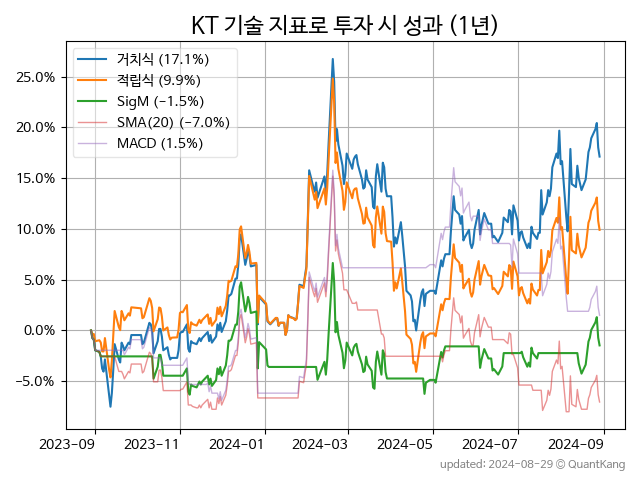 KT 기술 지표로 투자 시 성과 (1년)
거치식 (17.1%)
적립식 (9.9%)
SigM (−1.5%)
SMA(20) (−7.0%)
MACD (1.5%)
25.0%
20.0%
15.0%
10.0%
5.0%
0.0%
−5.0%
2023-09 2023-11 2024-01 2024-03 2024-05 2024-07 2024-09
updated: 2024-08-29 © QuantKang